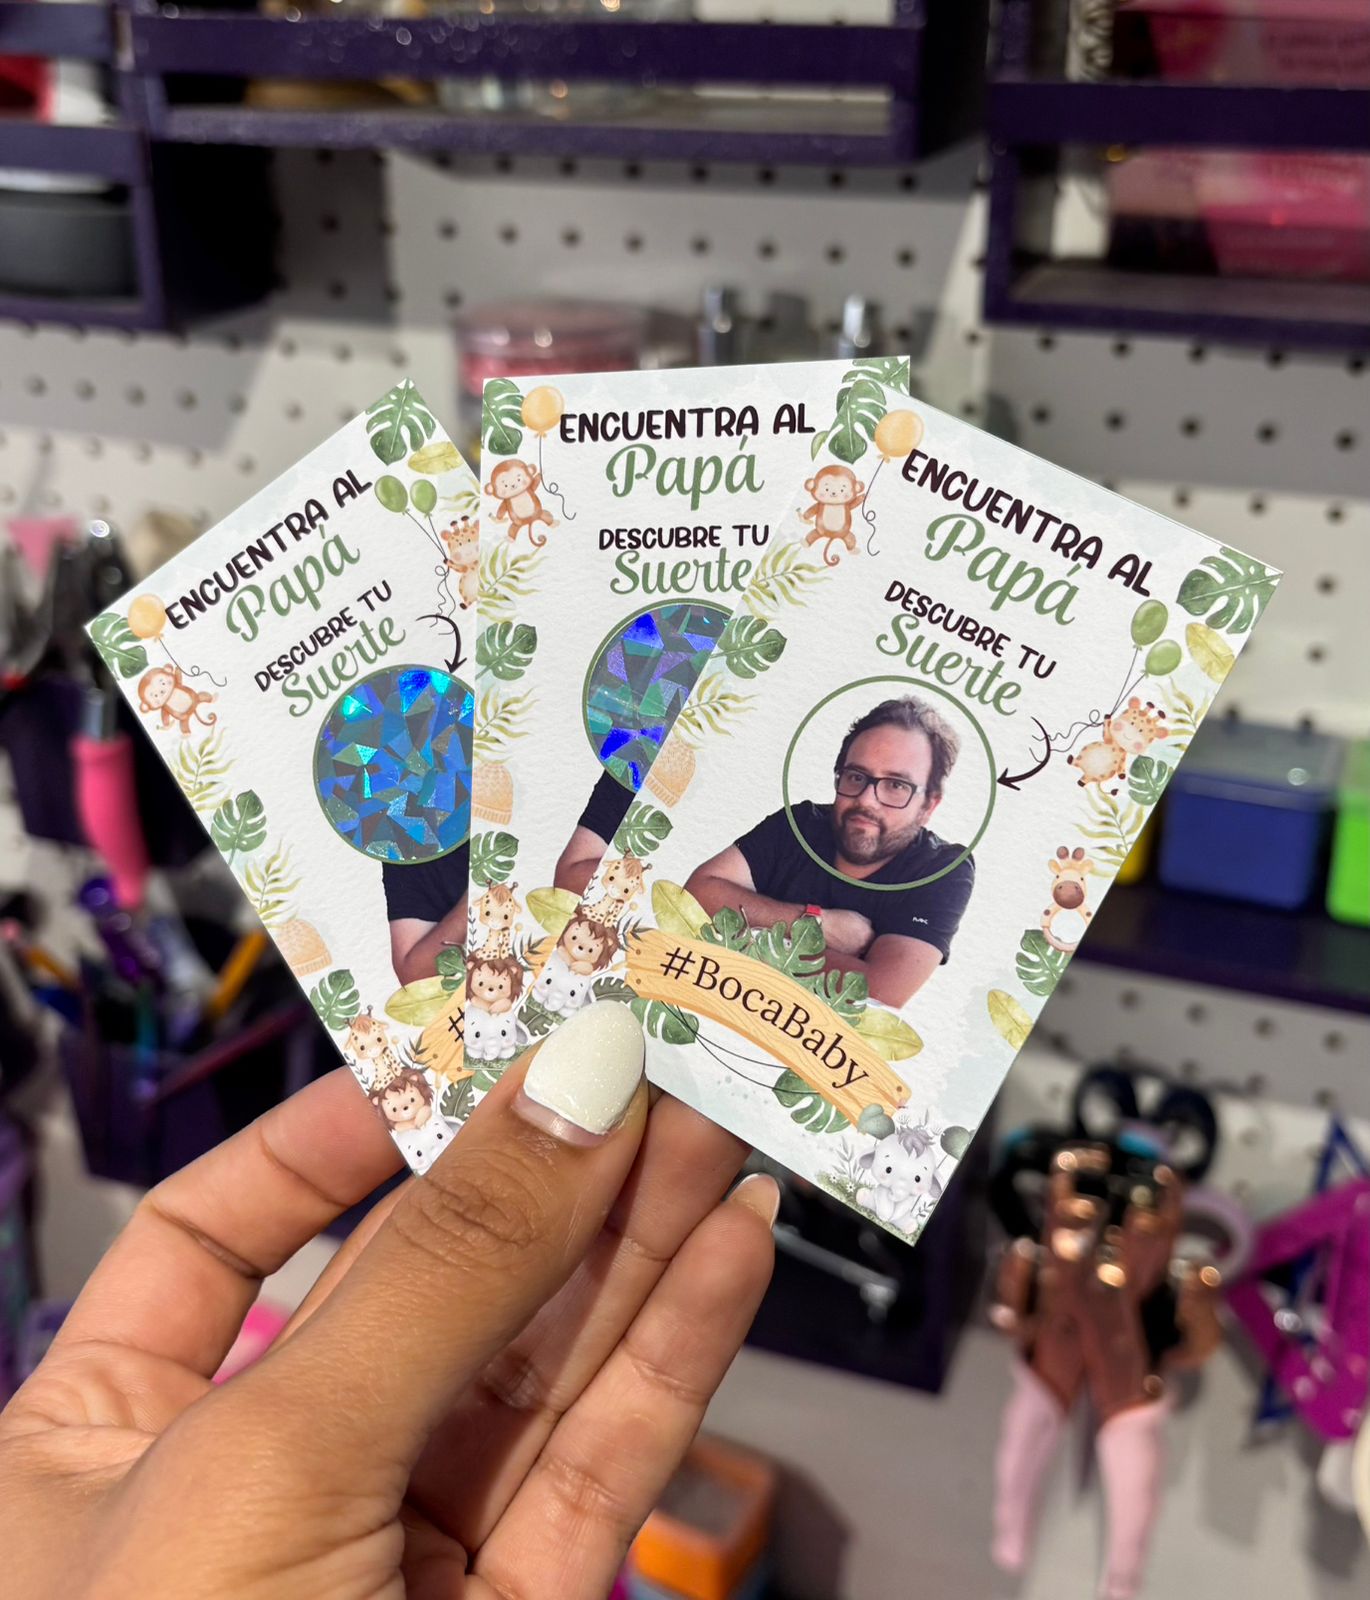 ENCUENTRA AL
Papá
DESCUBRE TU
Suerte
#
ENCUENTRA AL
Papá
DESCUBRE TU
Suerte
ENCUENTRA AL
Papá
DESCUBRE TU
Suerte
MK
#BocaBaby